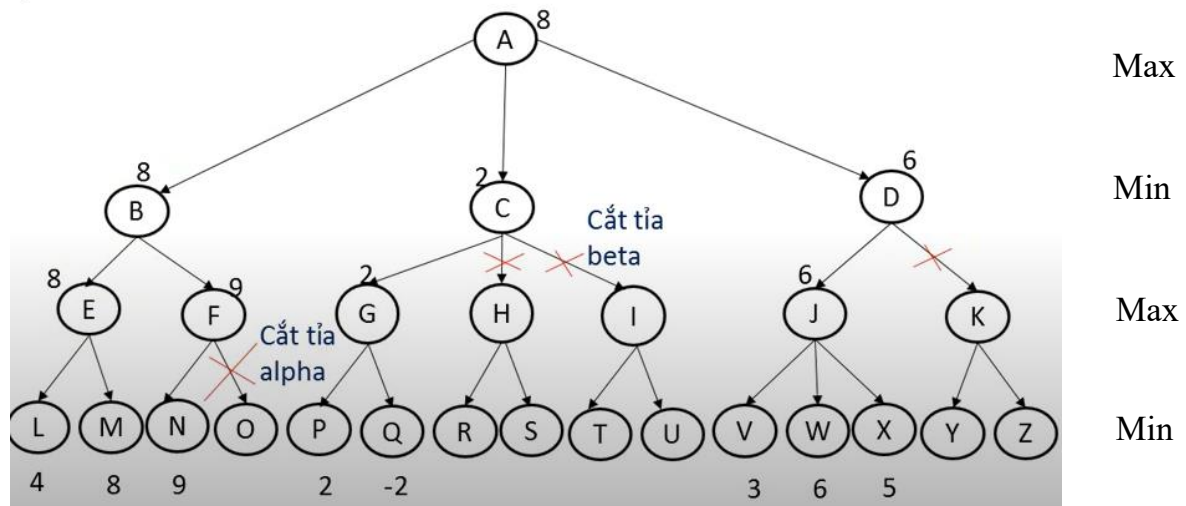 A 8
Max
8 B
2 C
6 D
Min
Cắt tỉa
beta
8 E
9 F
2 G
H
I
6 J
K
Max
Cắt tỉa
alpha
L M N O P Q R S T U V W X Y Z
Min
4 8 9 2 -2 3 6 5